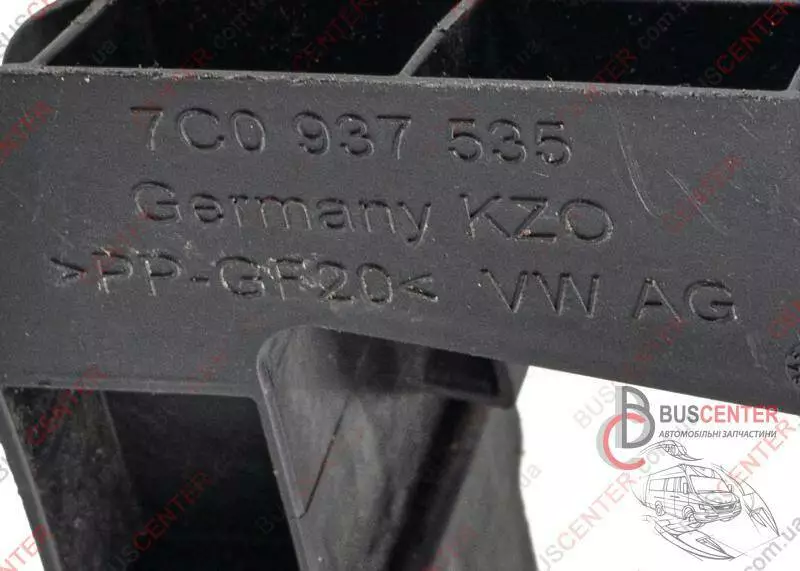 7C0 937 535
Germany KZO
>PP-GF20< VW AG
BUSCENTER
АВТОМОБІЛЬНІ ЗАПЧАСТИНИ